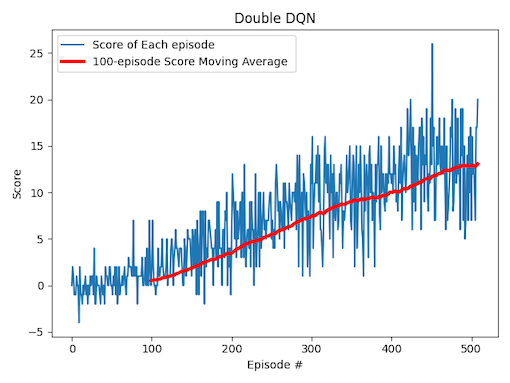 Double DQN
Score of Each episode
100-episode Score Moving Average
25
20
15
10
5
0
−5
Score
0
100
200
300
400
500
Episode #